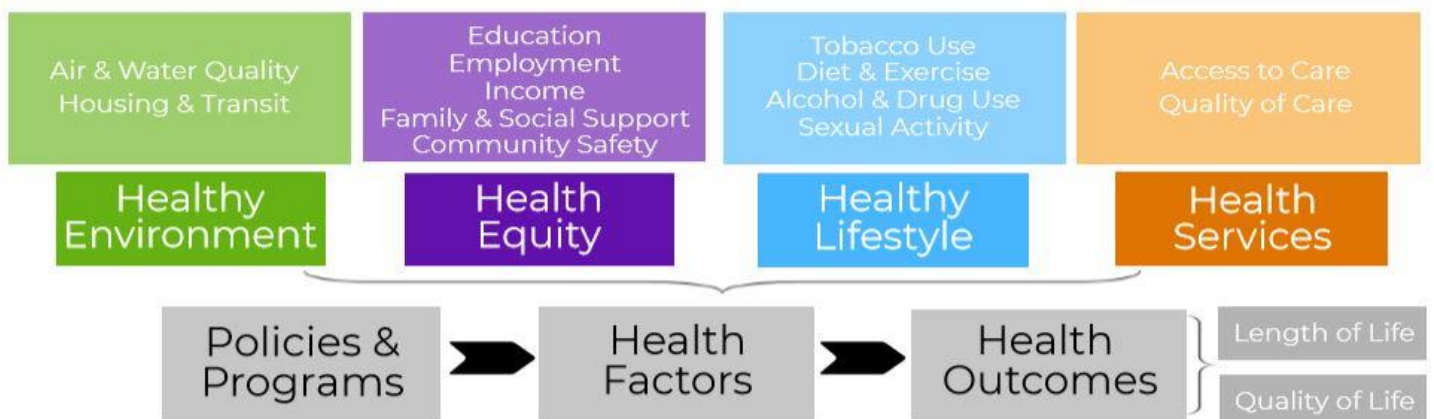 Air & Water Quality
Housing & Transit
Education
Employment
Income
Family & Social Support
Community Safety
Tobacco Use
Diet & Exercise
Alcohol & Drug Use
Sexual Activity
Access to Care
Quality of Care
Healthy
Environment
Health
Equity
Healthy
Lifestyle
Health
Services
Policies &
Programs
Health
Factors
Health
Outcomes
Length of Life
Quality of Life